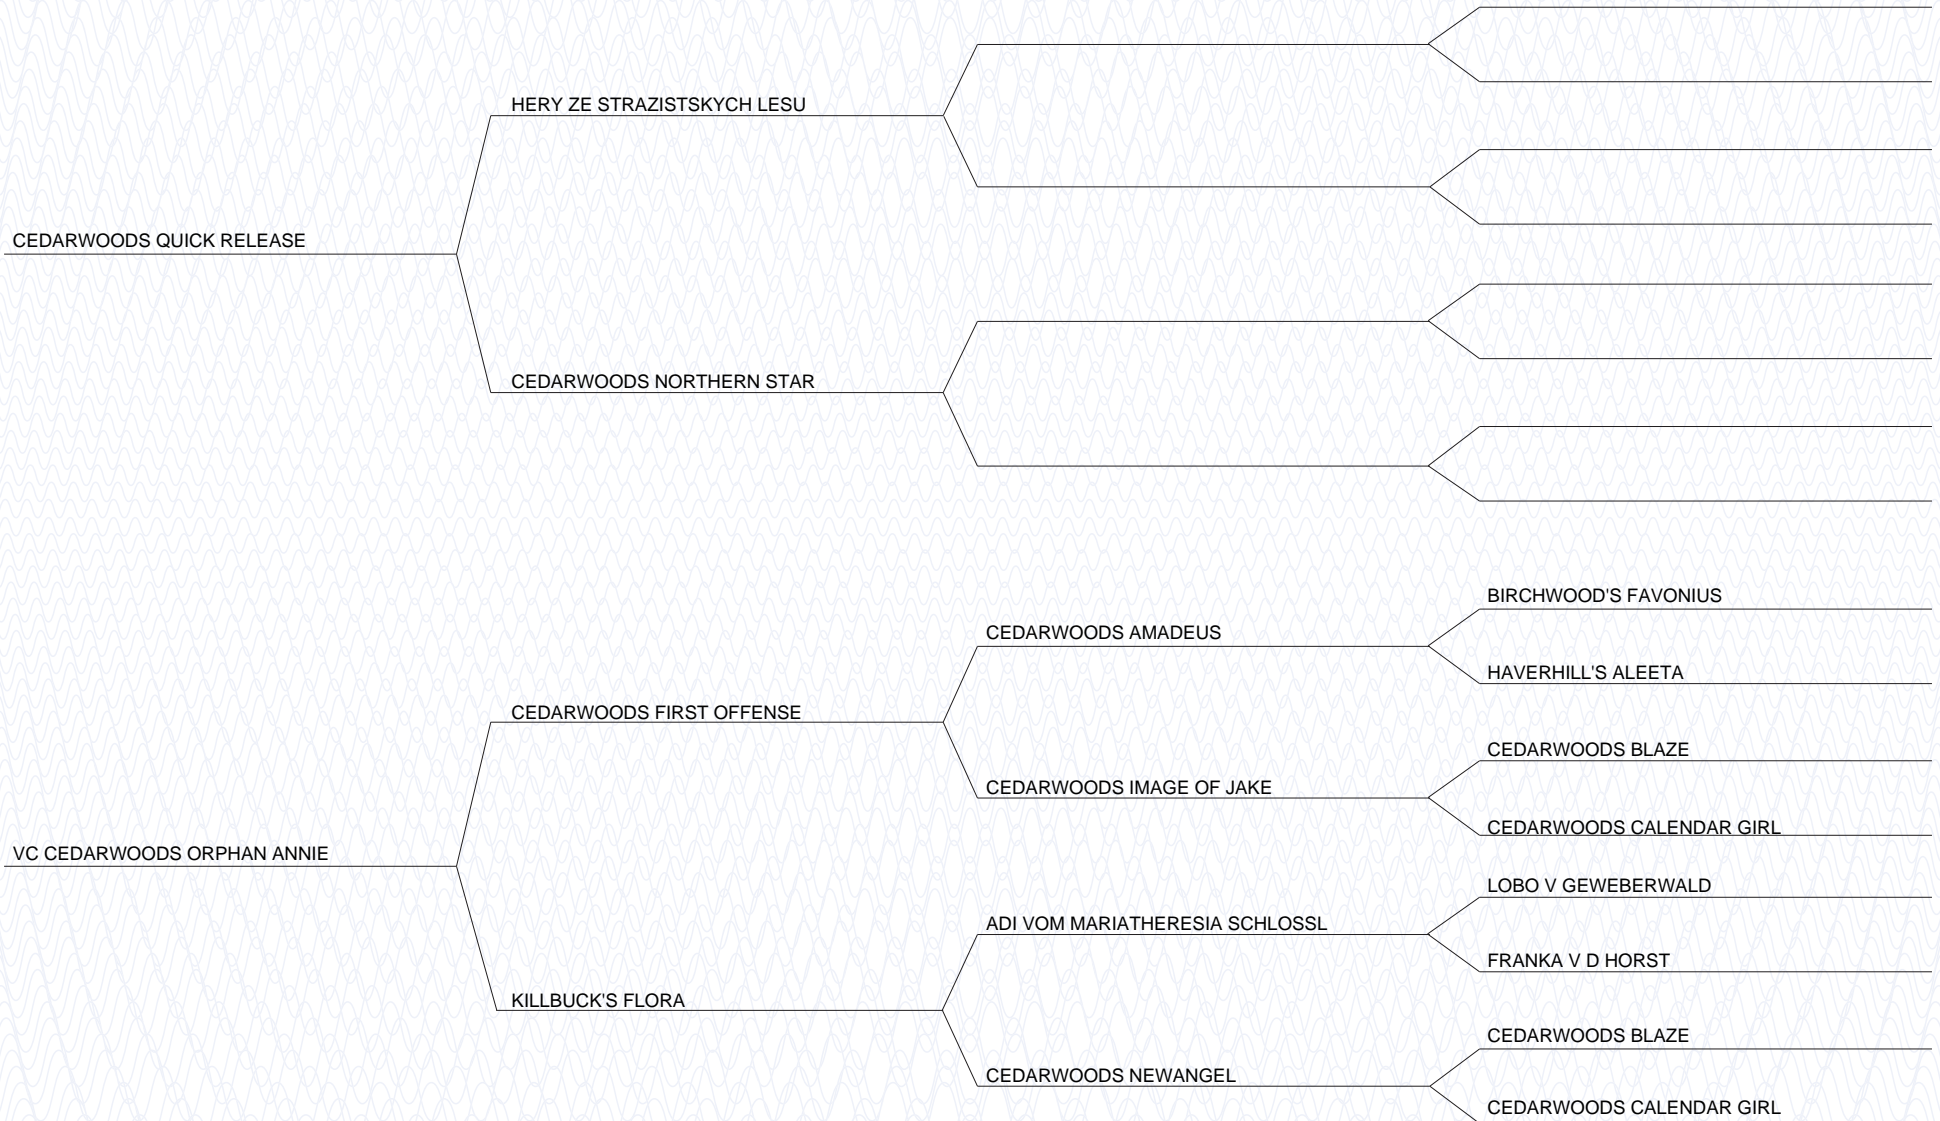 HERY ZE STRAZISTSKYCH LESU
CEDARWOODS QUICK RELEASE
CEDARWOODS NORTHERN STAR
BIRCHWOOD'S FAVONIUS
CEDARWOODS AMADEUS
HAVERHILL'S ALEETA
CEDARWOODS FIRST OFFENSE
CEDARWOODS BLAZE
CEDARWOODS IMAGE OF JAKE
CEDARWOODS CALENDAR GIRL
VC CEDARWOODS ORPHAN ANNIE
LOBO V GEWEBERWALD
ADI VOM MARIATHERESIA SCHLOSSL
FRANKA V D HORST
KILLBUCK'S FLORA
CEDARWOODS BLAZE
CEDARWOODS NEWANGEL
CEDARWOODS CALENDAR GIRL